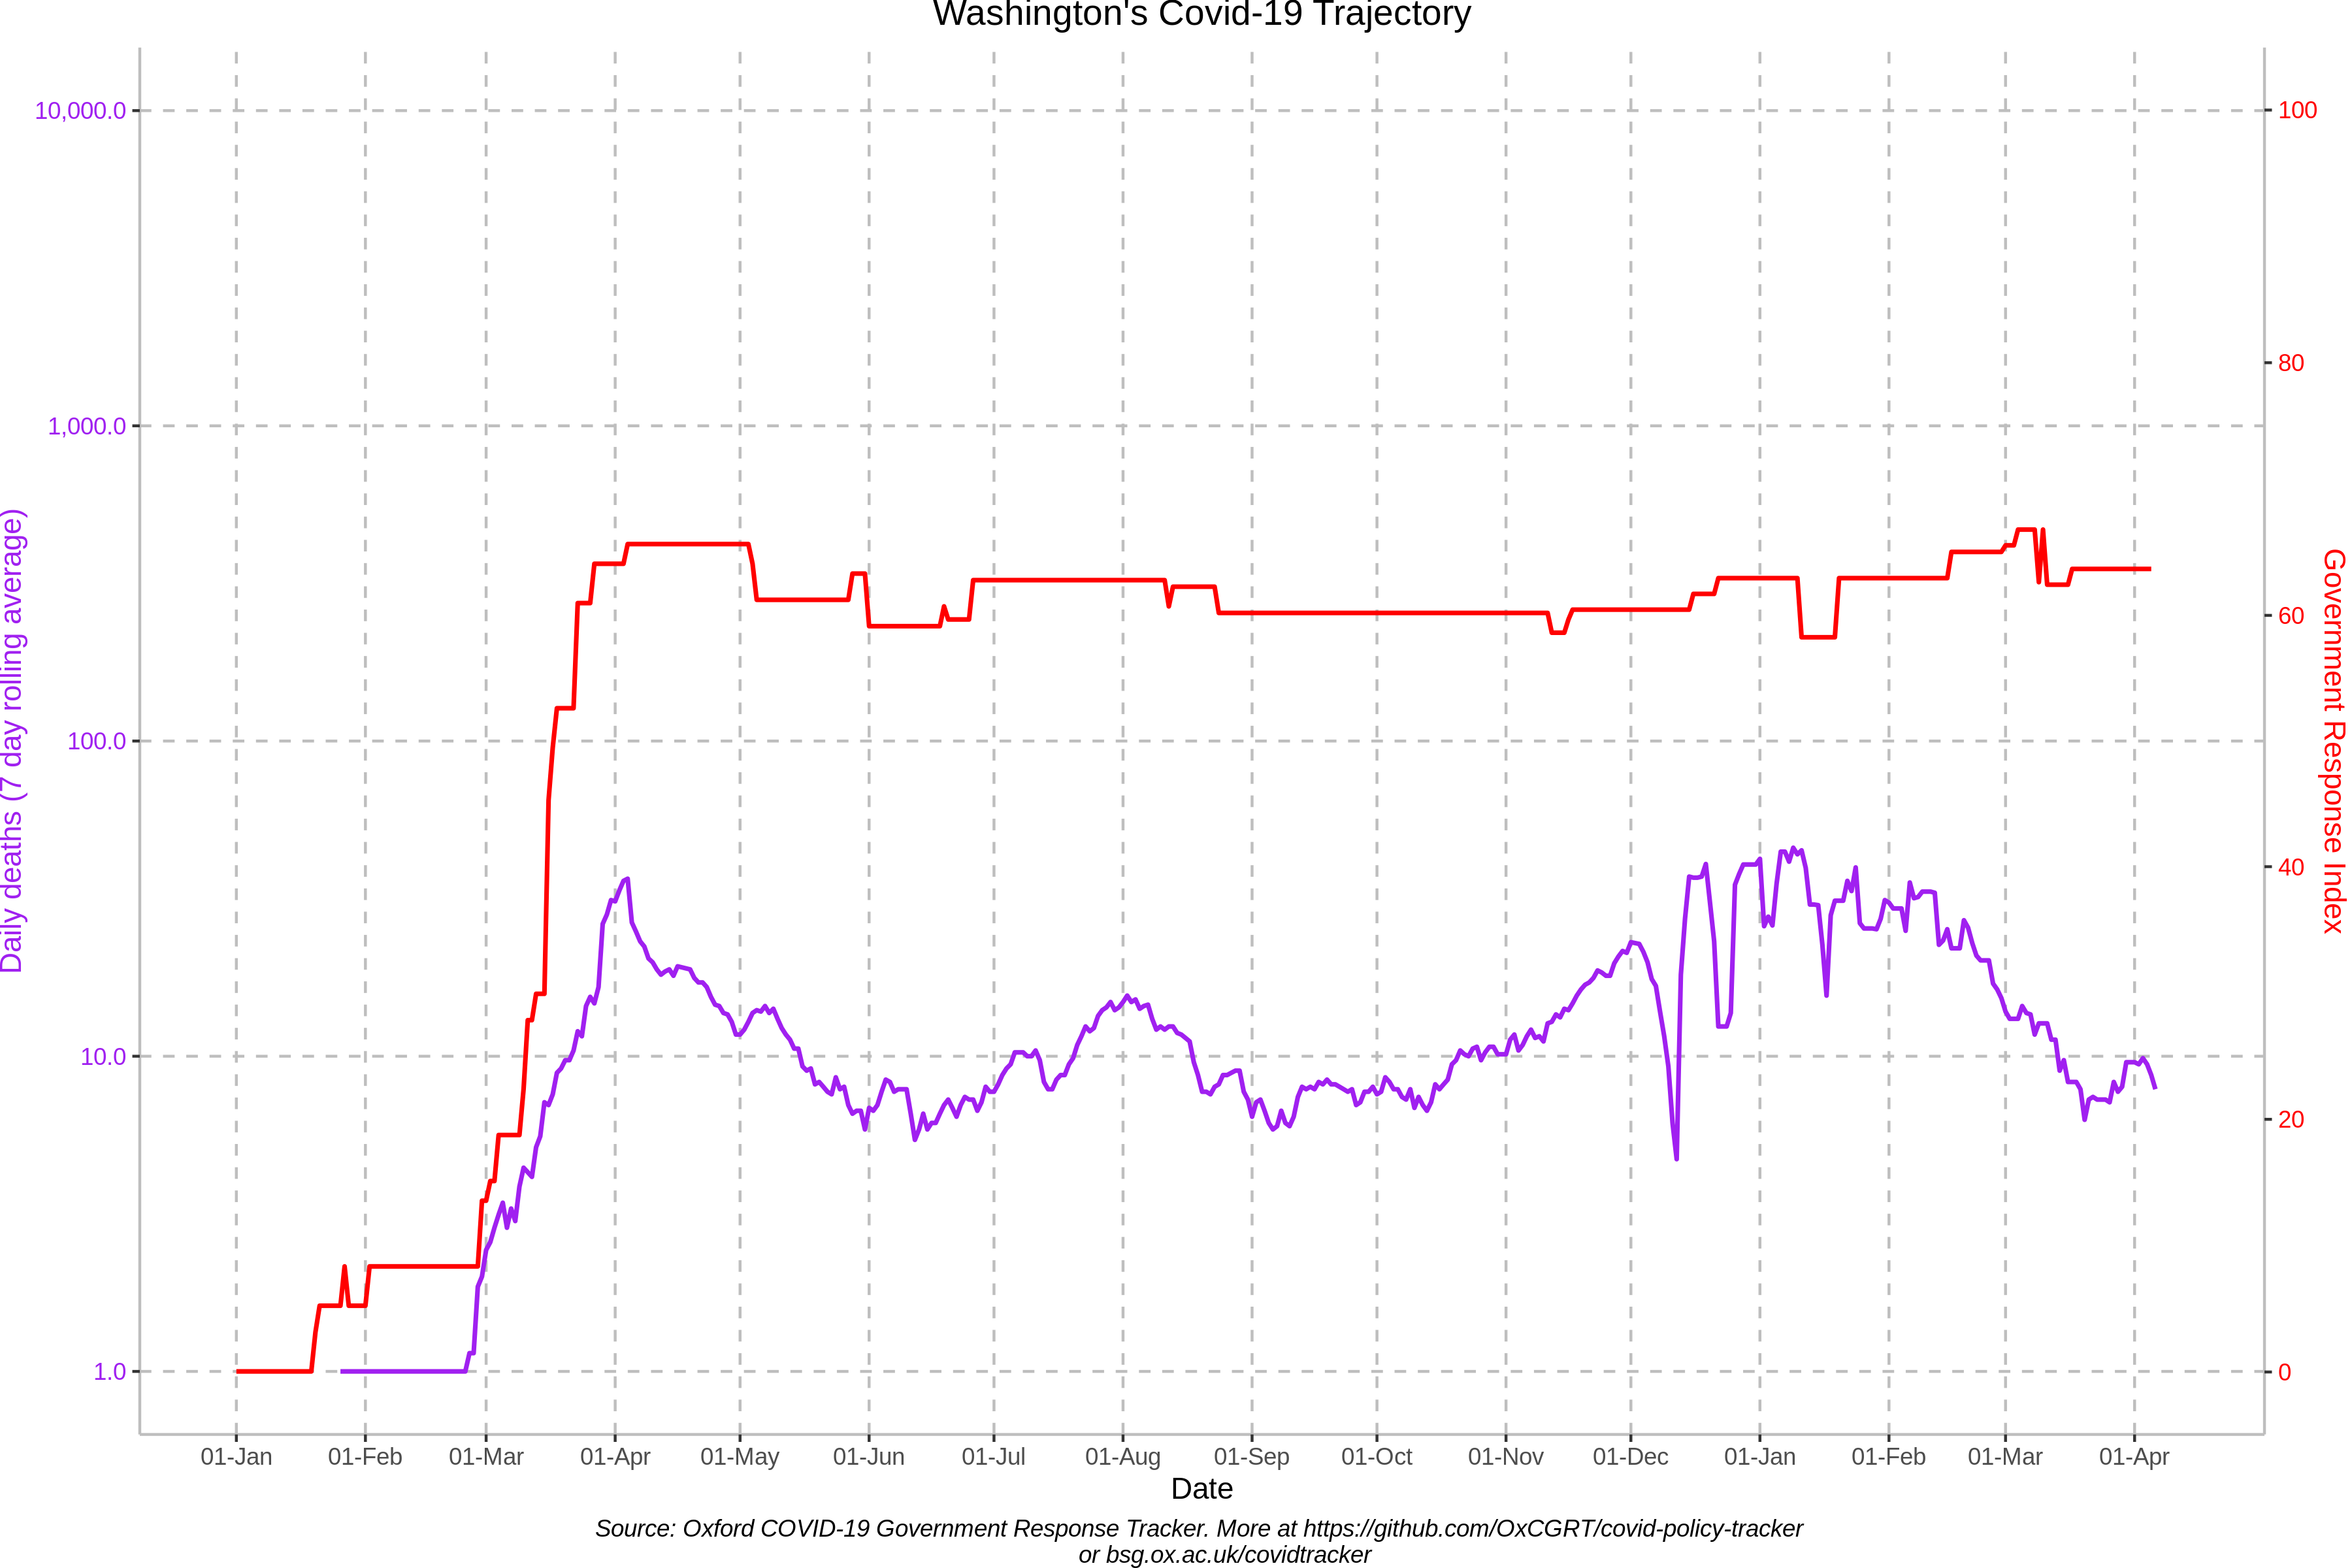 Washington's Covid-19 Trajectory
10,000.0
1,000.0
100.0
10.0
1.0
Daily deaths (7 day rolling average)
100
80
60
40
20
0
Government Response Index
01-Jan 01-Feb 01-Mar 01-Apr 01-May 01-Jun 01-Jul 01-Aug 01-Sep 01-Oct 01-Nov 01-Dec 01-Jan 01-Feb 01-Mar 01-Apr
Date
Source: Oxford COVID-19 Government Response Tracker. More at https://github.com/OxCGRT/covid-policy-tracker
or bsg.ox.ac.uk/covidtracker